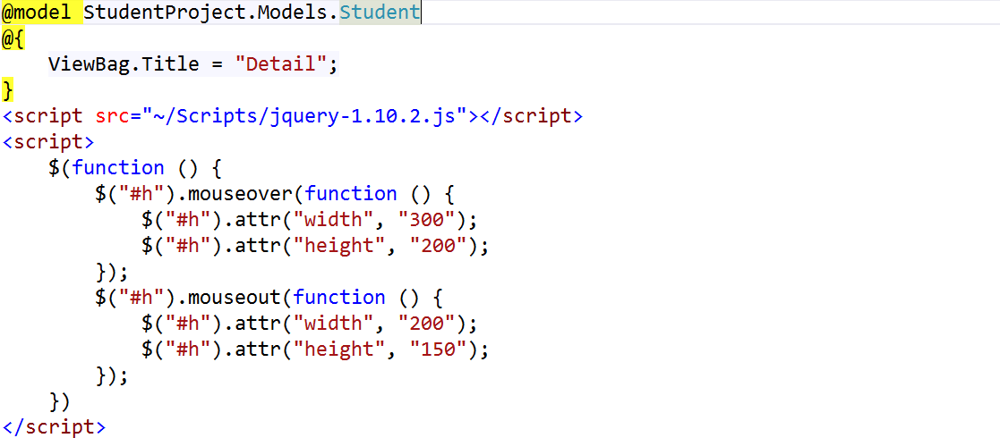 @model StudentProject.Models.Student
@{
    ViewBag.Title = "Detail";
}
<script src="~/Scripts/jquery-1.10.2.js"></script>
<script>
    $(function () {
        $("#h").mouseover(function () {
            $("#h").attr("width", "300");
            $("#h").attr("height", "200");
        });
        $("#h").mouseout(function () {
            $("#h").attr("width", "200");
            $("#h").attr("height", "150");
        });
    })
</script>